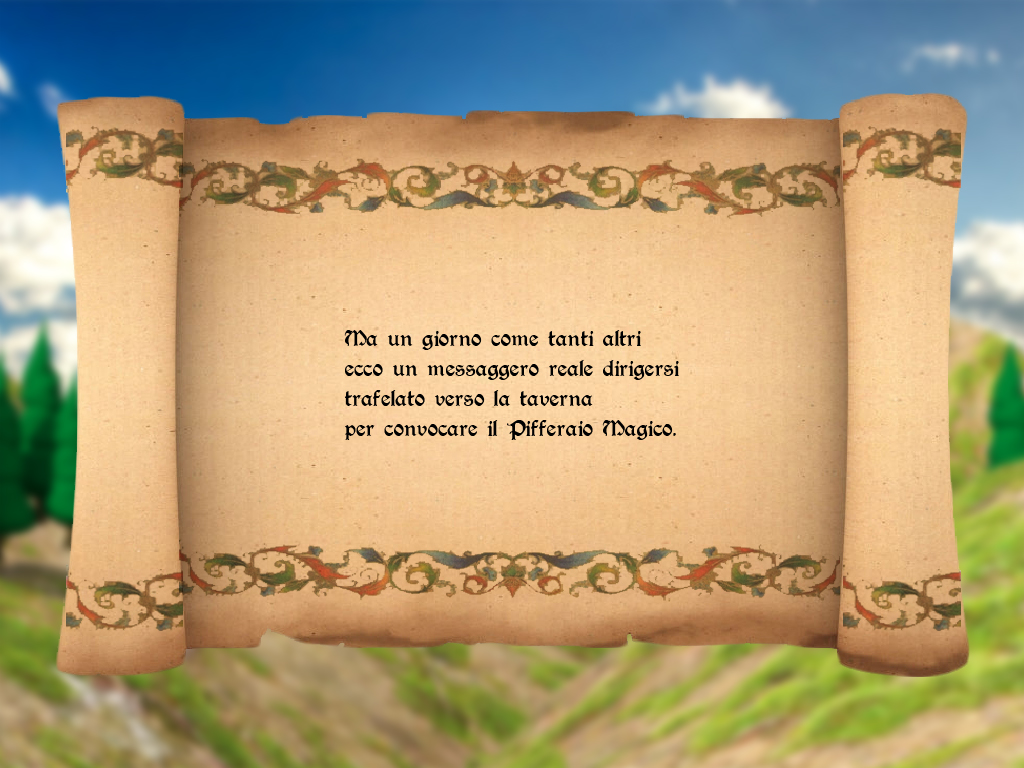 Ma un giorno come tanti altri
ecco un messaggero reale dirigersi
trafelato verso la taverna
per convocare il Pifferaio Magico.